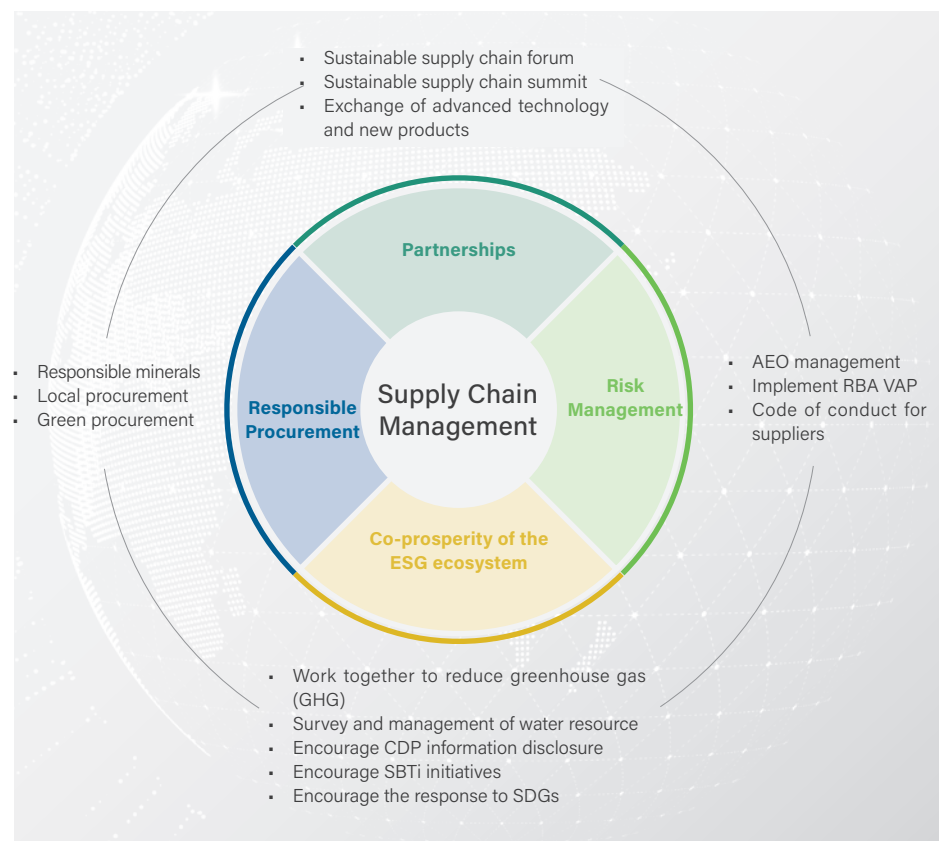 ▪ Sustainable supply chain forum
▪ Sustainable supply chain summit
▪ Exchange of advanced technology
and new products
Partnerships
▪ Responsible minerals
▪ Local procurement
▪ Green procurement
Responsible
Procurement
Supply Chain
Management
Risk
Management
▪ AEO management
▪ Implement RBA VAP
▪ Code of conduct for
suppliers
Co-prosperity of the
ESG ecosystem
▪ Work together to reduce greenhouse gas
(GHG)
▪ Survey and management of water resource
▪ Encourage CDP information disclosure
▪ Encourage SBTi initiatives
▪ Encourage the response to SDGs